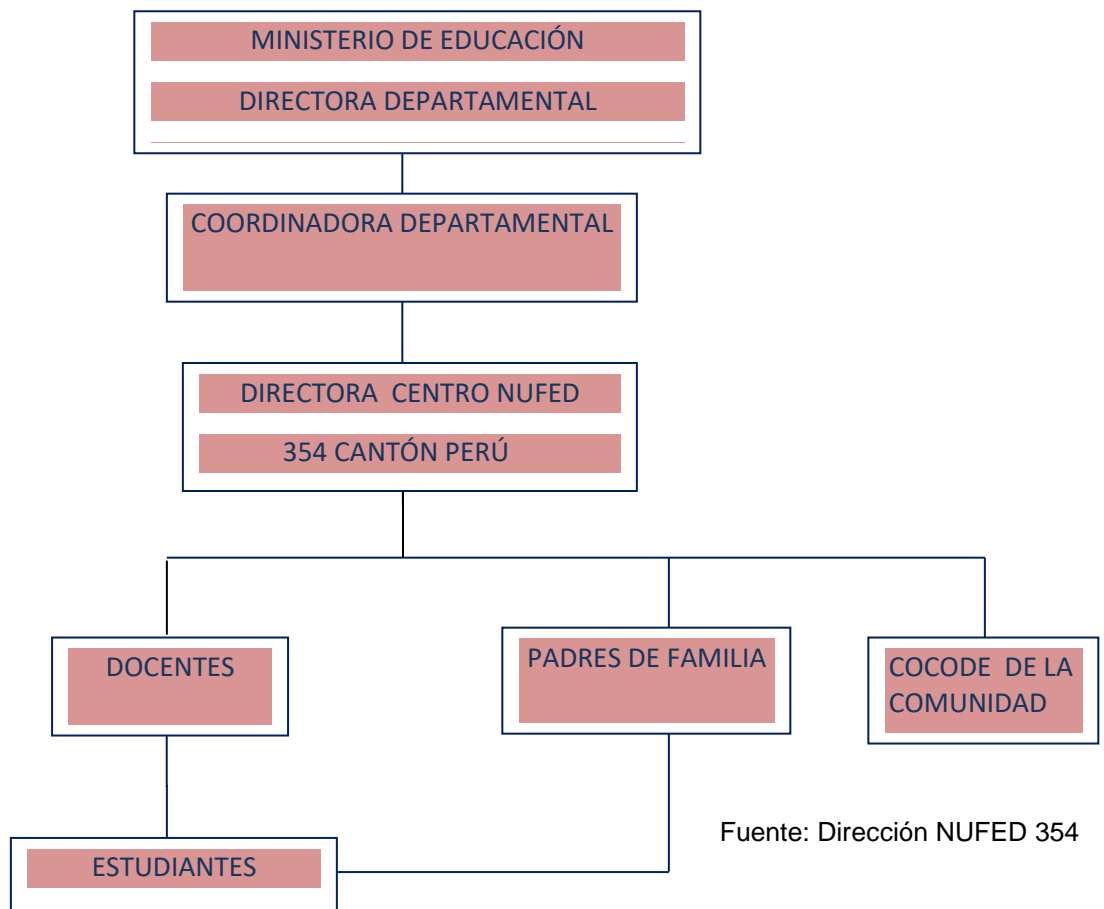 MINISTERIO DE EDUCACIÓN
DIRECTORA DEPARTAMENTAL
COORDINADORA DEPARTAMENTAL
DIRECTORA CENTRO NUFED
354 CANTÓN PERÚ
DOCENTES
PADRES DE FAMILIA
COCODE DE LA
COMUNIDAD
Fuente: Dirección NUFED 354
ESTUDIANTES